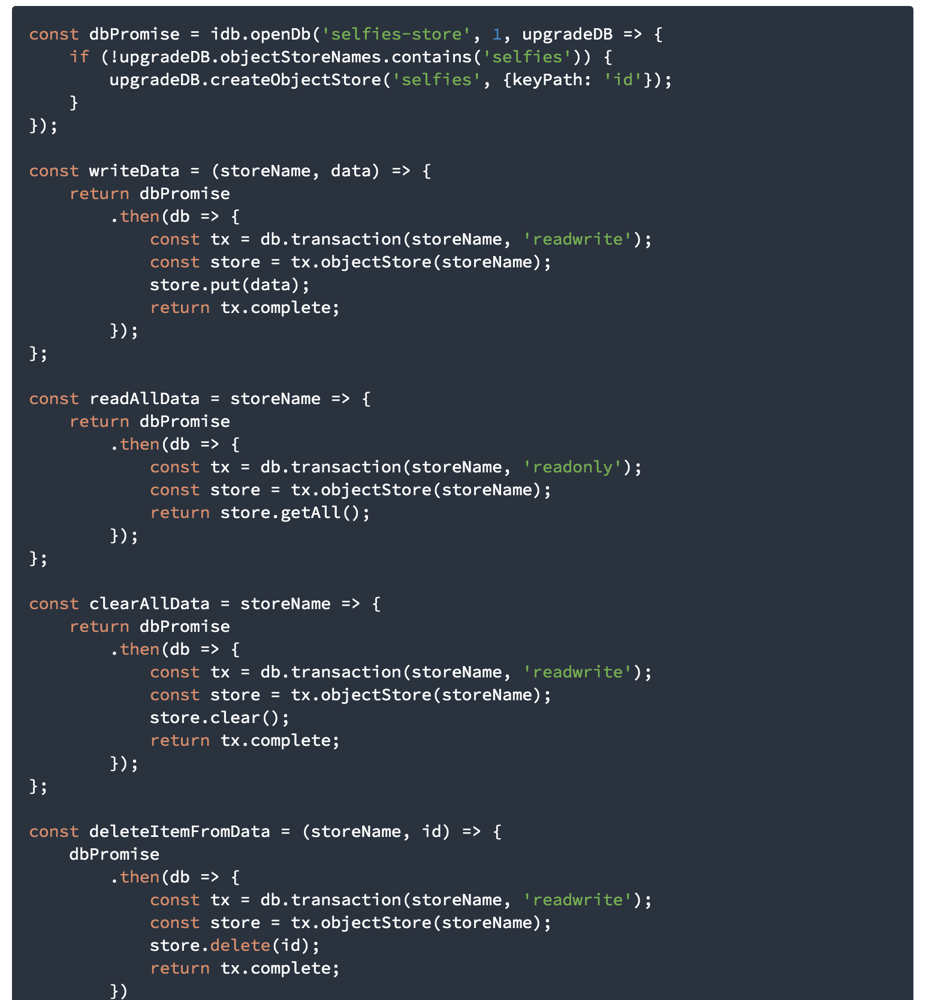 const dbPromise = idb.openDb('selfies-store', 1, upgradeDB => {
    if (!upgradeDB.objectStoreNames.contains('selfies')) {
        upgradeDB.createObjectStore('selfies', {keyPath: 'id'});
    }
});

const writeData = (storeName, data) => {
    return dbPromise
        .then(db => {
            const tx = db.transaction(storeName, 'readwrite');
            const store = tx.objectStore(storeName);
            store.put(data);
            return tx.complete;
        });
};

const readAllData = storeName => {
    return dbPromise
        .then(db => {
            const tx = db.transaction(storeName, 'readonly');
            const store = tx.objectStore(storeName);
            return store.getAll();
        });
};

const clearAllData = storeName => {
    return dbPromise
        .then(db => {
            const tx = db.transaction(storeName, 'readwrite');
            const store = tx.objectStore(storeName);
            store.clear();
            return tx.complete;
        });
};

const deleteItemFromData = (storeName, id) => {
    dbPromise
        .then(db => {
            const tx = db.transaction(storeName, 'readwrite');
            const store = tx.objectStore(storeName);
            store.delete(id);
            return tx.complete;
        })